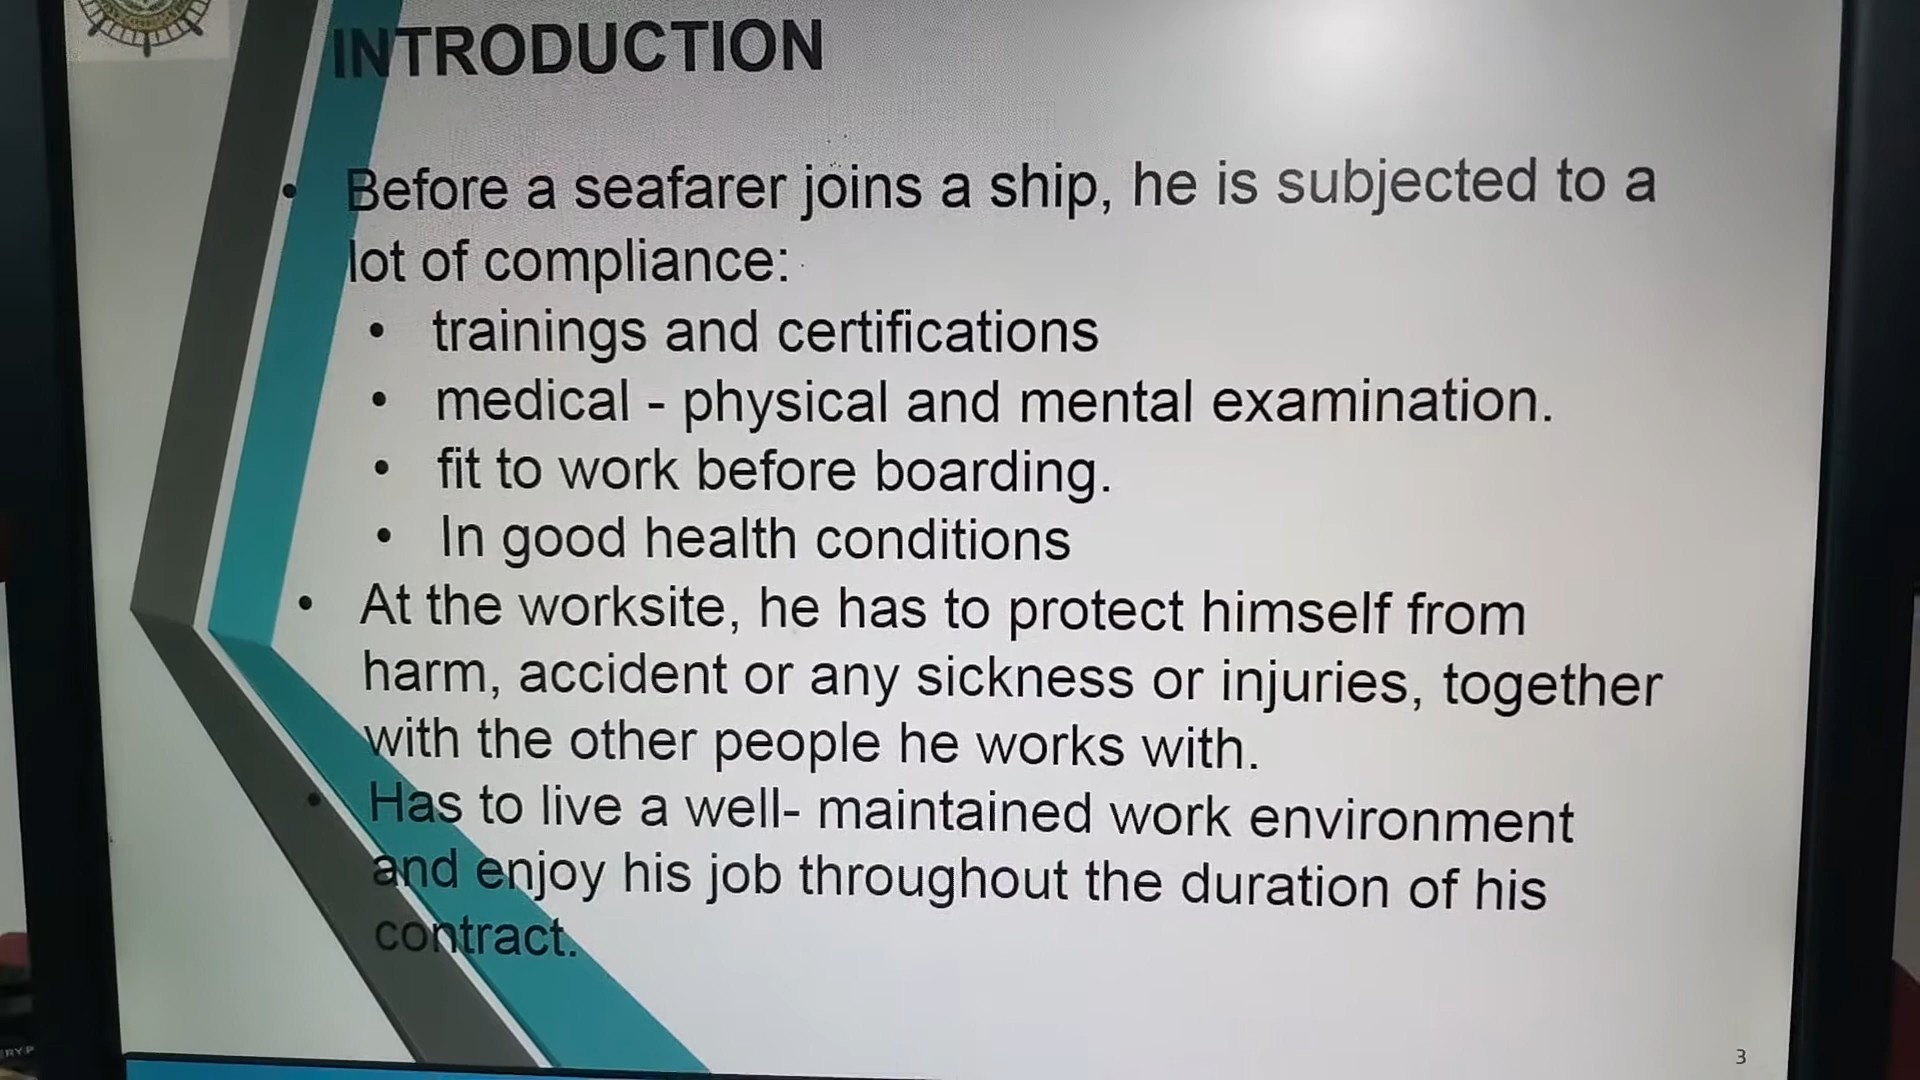 INTRODUCTION
• Before a seafarer joins a ship, he is subjected to a
lot of compliance:
• trainings and certifications
• medical - physical and mental examination.
• fit to work before boarding.
• In good health conditions
• At the worksite, he has to protect himself from
harm, accident or any sickness or injuries, together
with the other people he works with.
• Has to live a well- maintained work environment
and enjoy his job throughout the duration of his
contract.
3